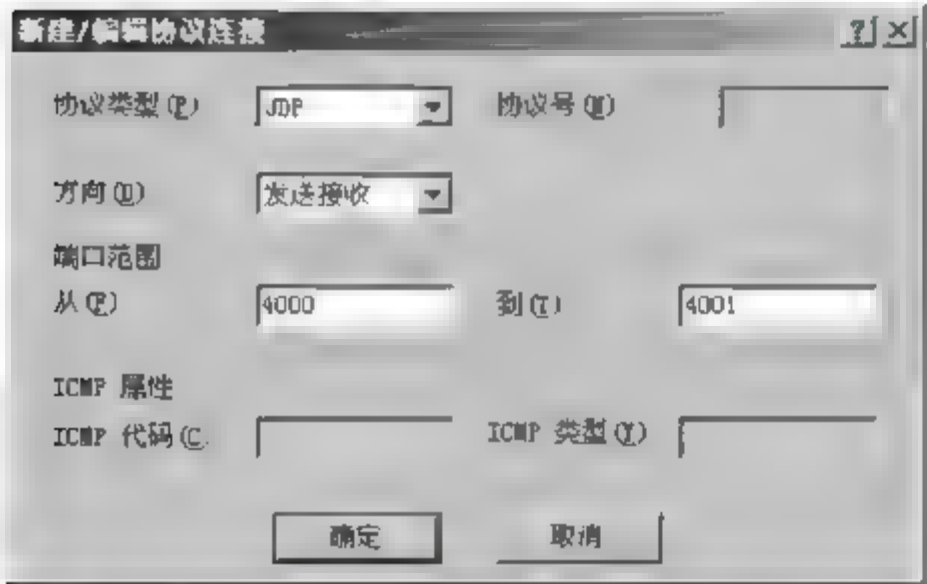 新建/编辑协议连接
协议类型(P) UDP 协议号(N)
方向(D) 发送接收
端口范围
从(F) 4000 到(T) 4001
ICMP 属性
ICMP 代码(C. ICMP 类型(Y)
确定 取消